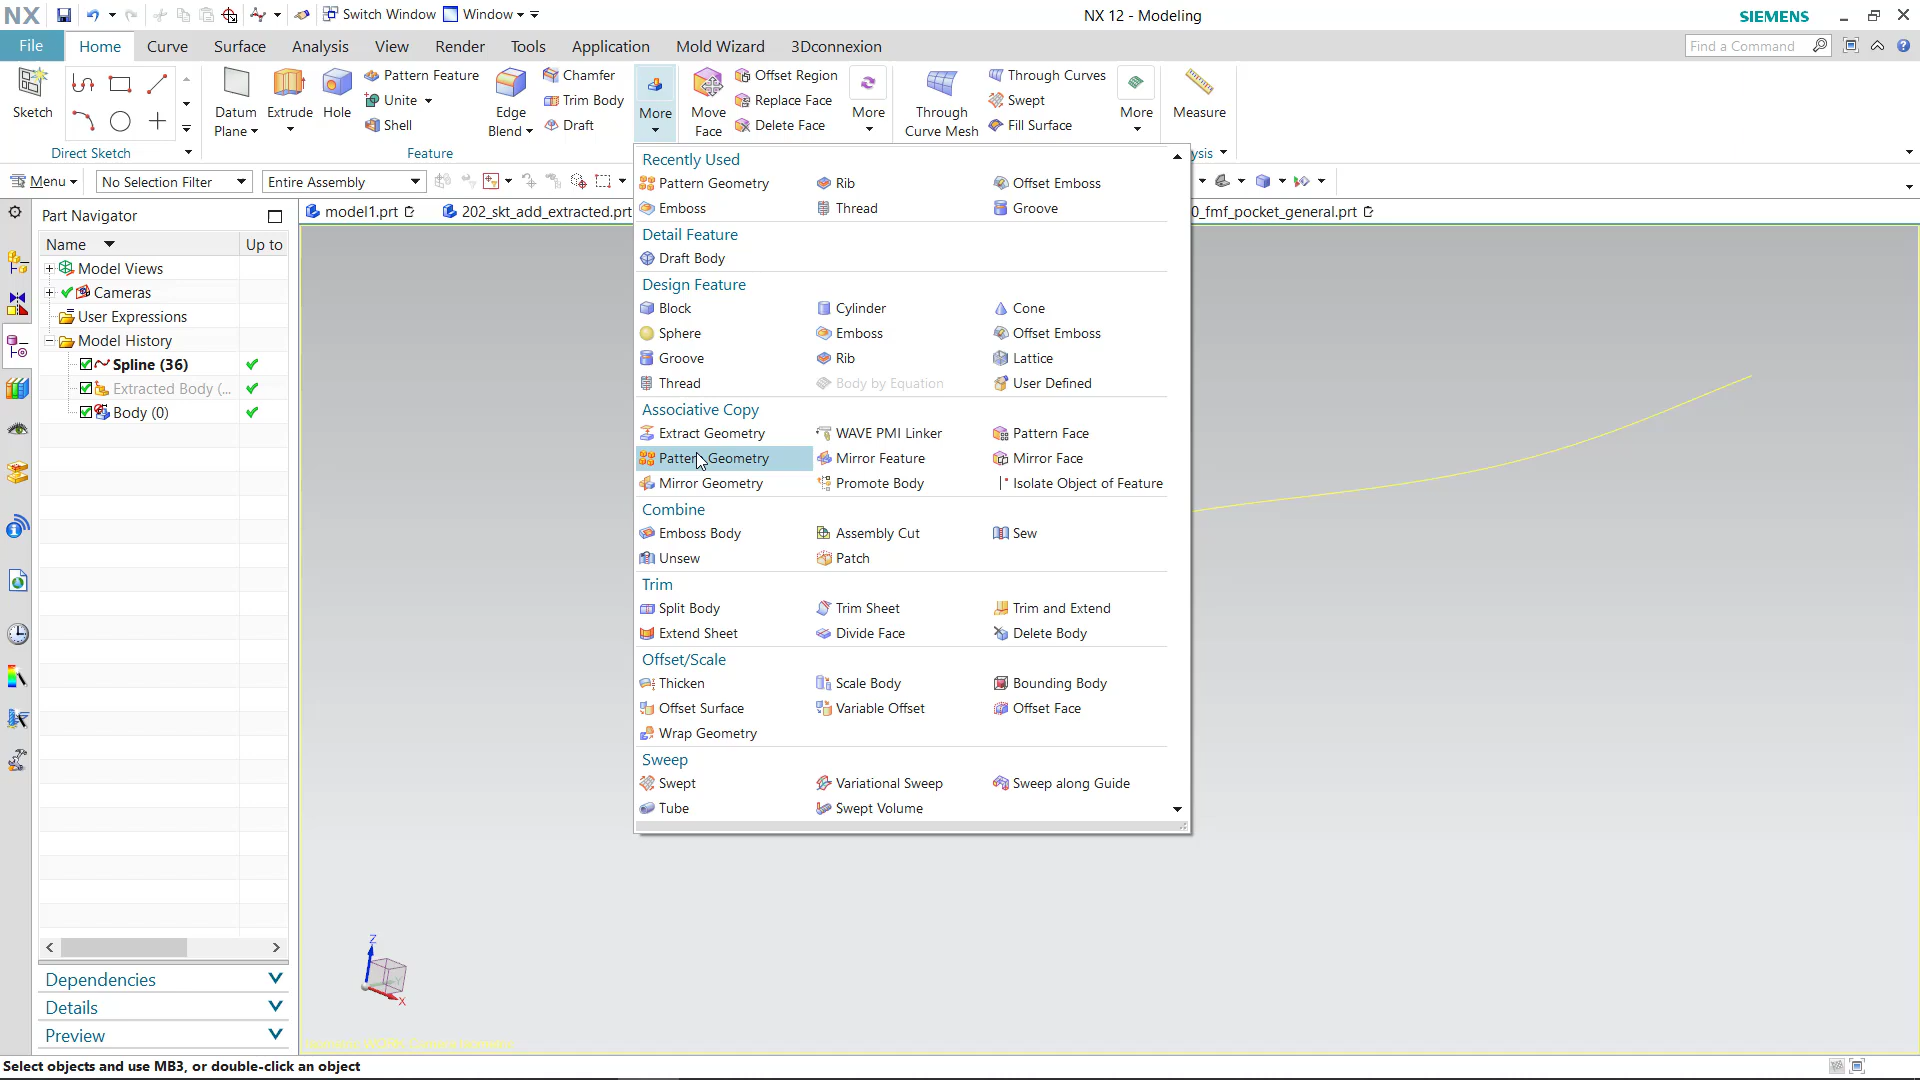 NX
Switch Window
Window
NX 12 - Modeling
SIEMENS
File
Home
Curve
Surface
Analysis
View
Render
Tools
Application
Mold Wizard
3Dconnexion
Find a Command
Sketch
Datum
Plane
Extrude
Hole
Pattern Feature
Unite
Shell
Edge
Blend
Chamfer
Trim Body
Draft
More
Move
Face
Offset Region
Replace Face
Delete Face
More
Through
Curve Mesh
Through Curves
Swept
Fill Surface
More
Measure
Direct Sketch
Feature
ysis
Menu
No Selection Filter
Entire Assembly
Part Navigator
model1.prt
202_skt_add_extracted.prt
0_fmf_pocket_general.prt
Name
Up to
Model Views
Cameras
User Expressions
Model History
Spline (36)
Extracted Body (...
Body (0)
Recently Used
Pattern Geometry
Rib
Offset Emboss
Emboss
Thread
Groove
Detail Feature
Draft Body
Design Feature
Block
Cylinder
Cone
Sphere
Emboss
Offset Emboss
Groove
Rib
Lattice
Thread
Body by Equation
User Defined
Associative Copy
Extract Geometry
WAVE PMI Linker
Pattern Face
Pattern Geometry
Mirror Feature
Mirror Face
Mirror Geometry
Promote Body
Isolate Object of Feature
Combine
Emboss Body
Assembly Cut
Sew
Unsew
Patch
Trim
Split Body
Trim Sheet
Trim and Extend
Extend Sheet
Divide Face
Delete Body
Offset/Scale
Thicken
Scale Body
Bounding Body
Offset Surface
Variable Offset
Offset Face
Wrap Geometry
Sweep
Swept
Variational Sweep
Sweep along Guide
Tube
Swept Volume
Z
X
Dependencies
Details
Preview
Select objects and use MB3, or double-click an object